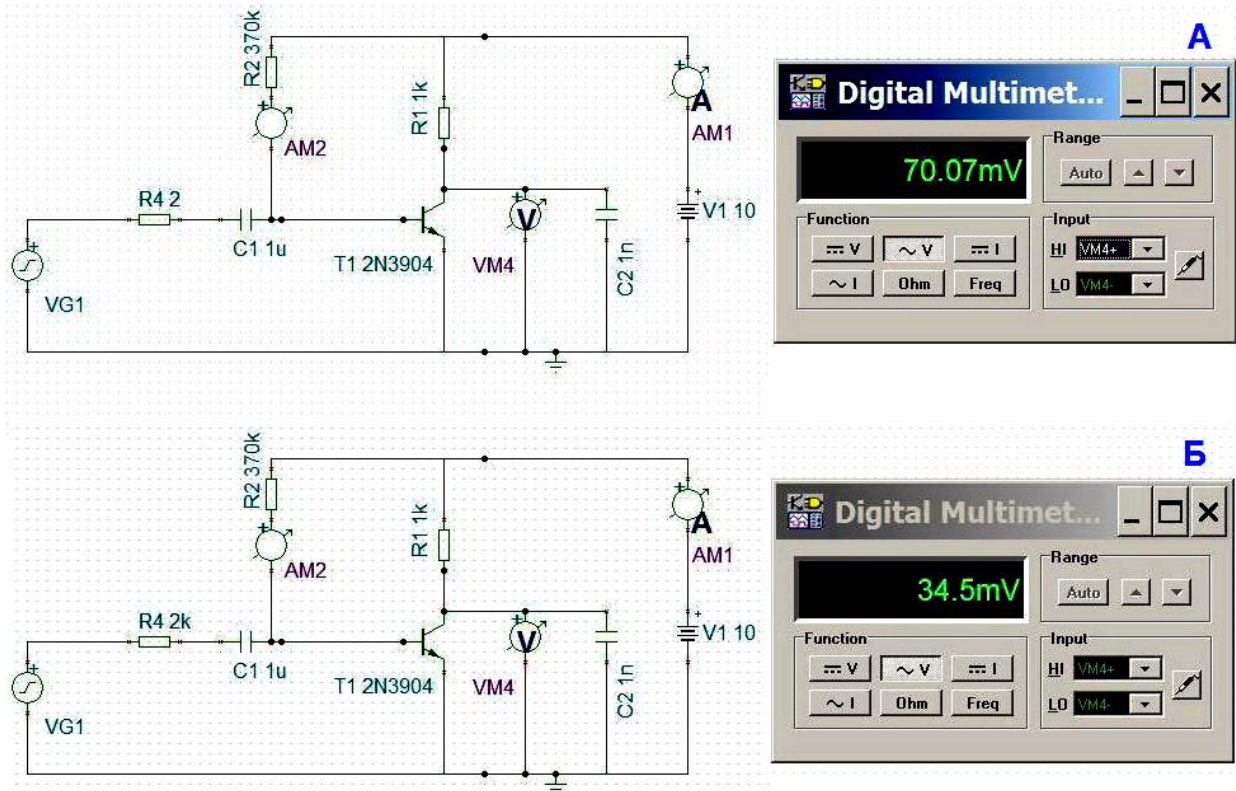 А
R2 370k
AM2
R1 1k
A
AM1
R4 2
C1 1u
VG1
T1 2N3904
V
VM4
C2 1n
V1 10
Digital Multimet...
70.07mV
Range
Auto
Function
V
V
I
I
Ohm
Freq
Input
HI VM4+
LO VM4-
Б
R2 370k
AM2
R1 1k
A
AM1
R4 2k
C1 1u
VG1
T1 2N3904
V
VM4
C2 1n
V1 10
Digital Multimet...
34.5mV
Range
Auto
Function
V
V
I
I
Ohm
Freq
Input
HI VM4+
LO VM4-